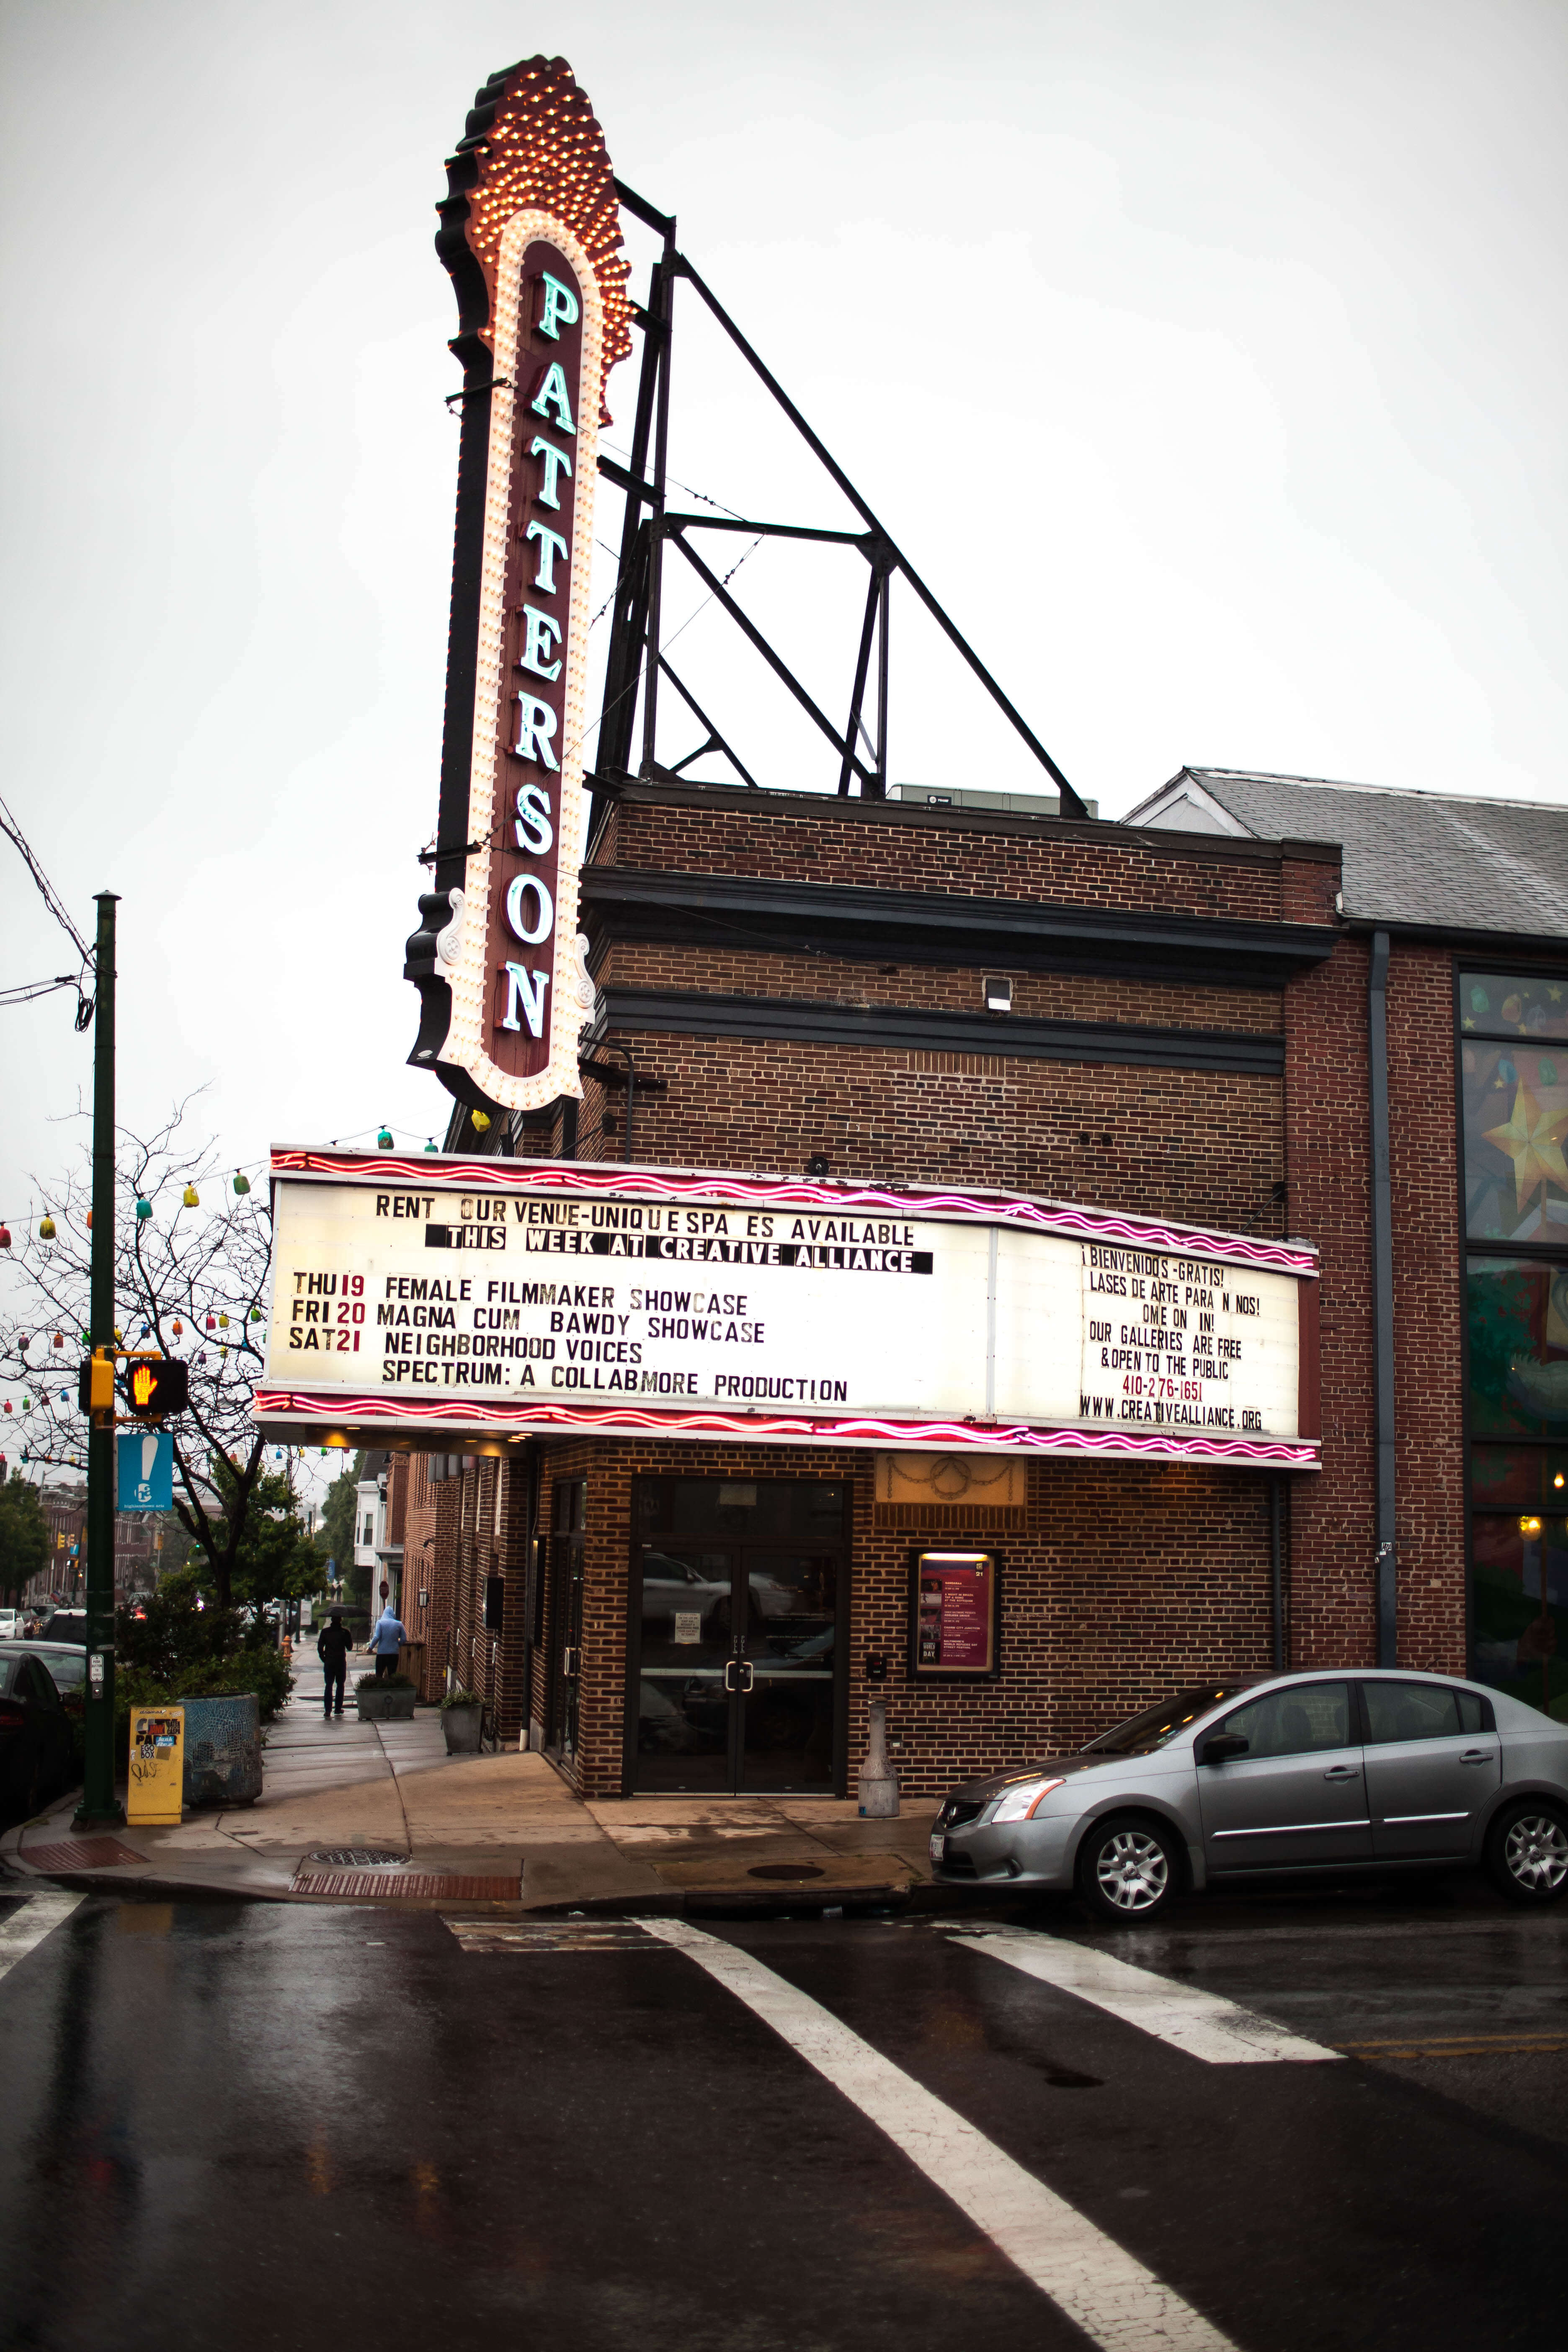 PATTERSON
RENT OUR VENUE-UNIQUE SPA ES AVAILABLE
THIS WEEK AT CREATIVE ALLIANCE
THU 19 FEMALE FILMMAKER SHOWCASE
FRI 20 MAGNA CUM BAWDY SHOWCASE
SAT 21 NEIGHBORHOOD VOICES
SPECTRUM: A COLLABMORE PRODUCTION
¡BIENVENIDOS-GRATIS!
LASES DE ARTE PARA N NOS!
OME ON IN!
OUR GALLERIES ARE FREE
& OPEN TO THE PUBLIC
410-276-1651
WWW.CREATIVEALLIANCE.ORG
21